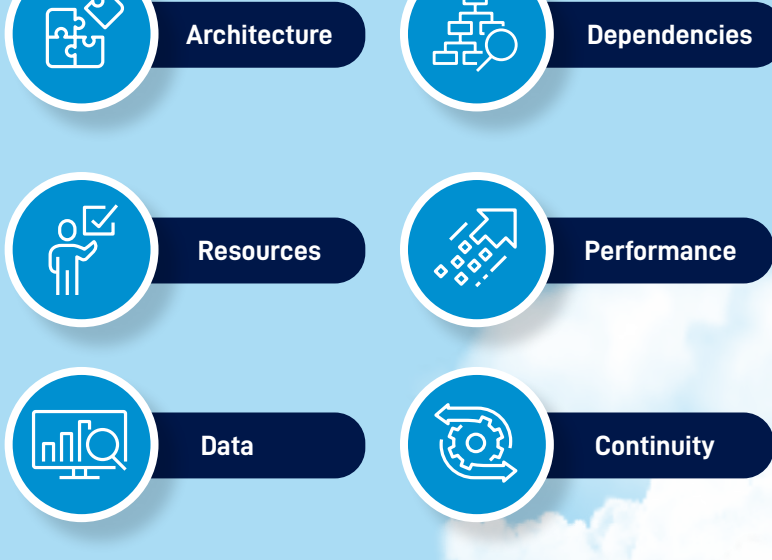 Architecture
Dependencies
Resources
Performance
Data
Continuity